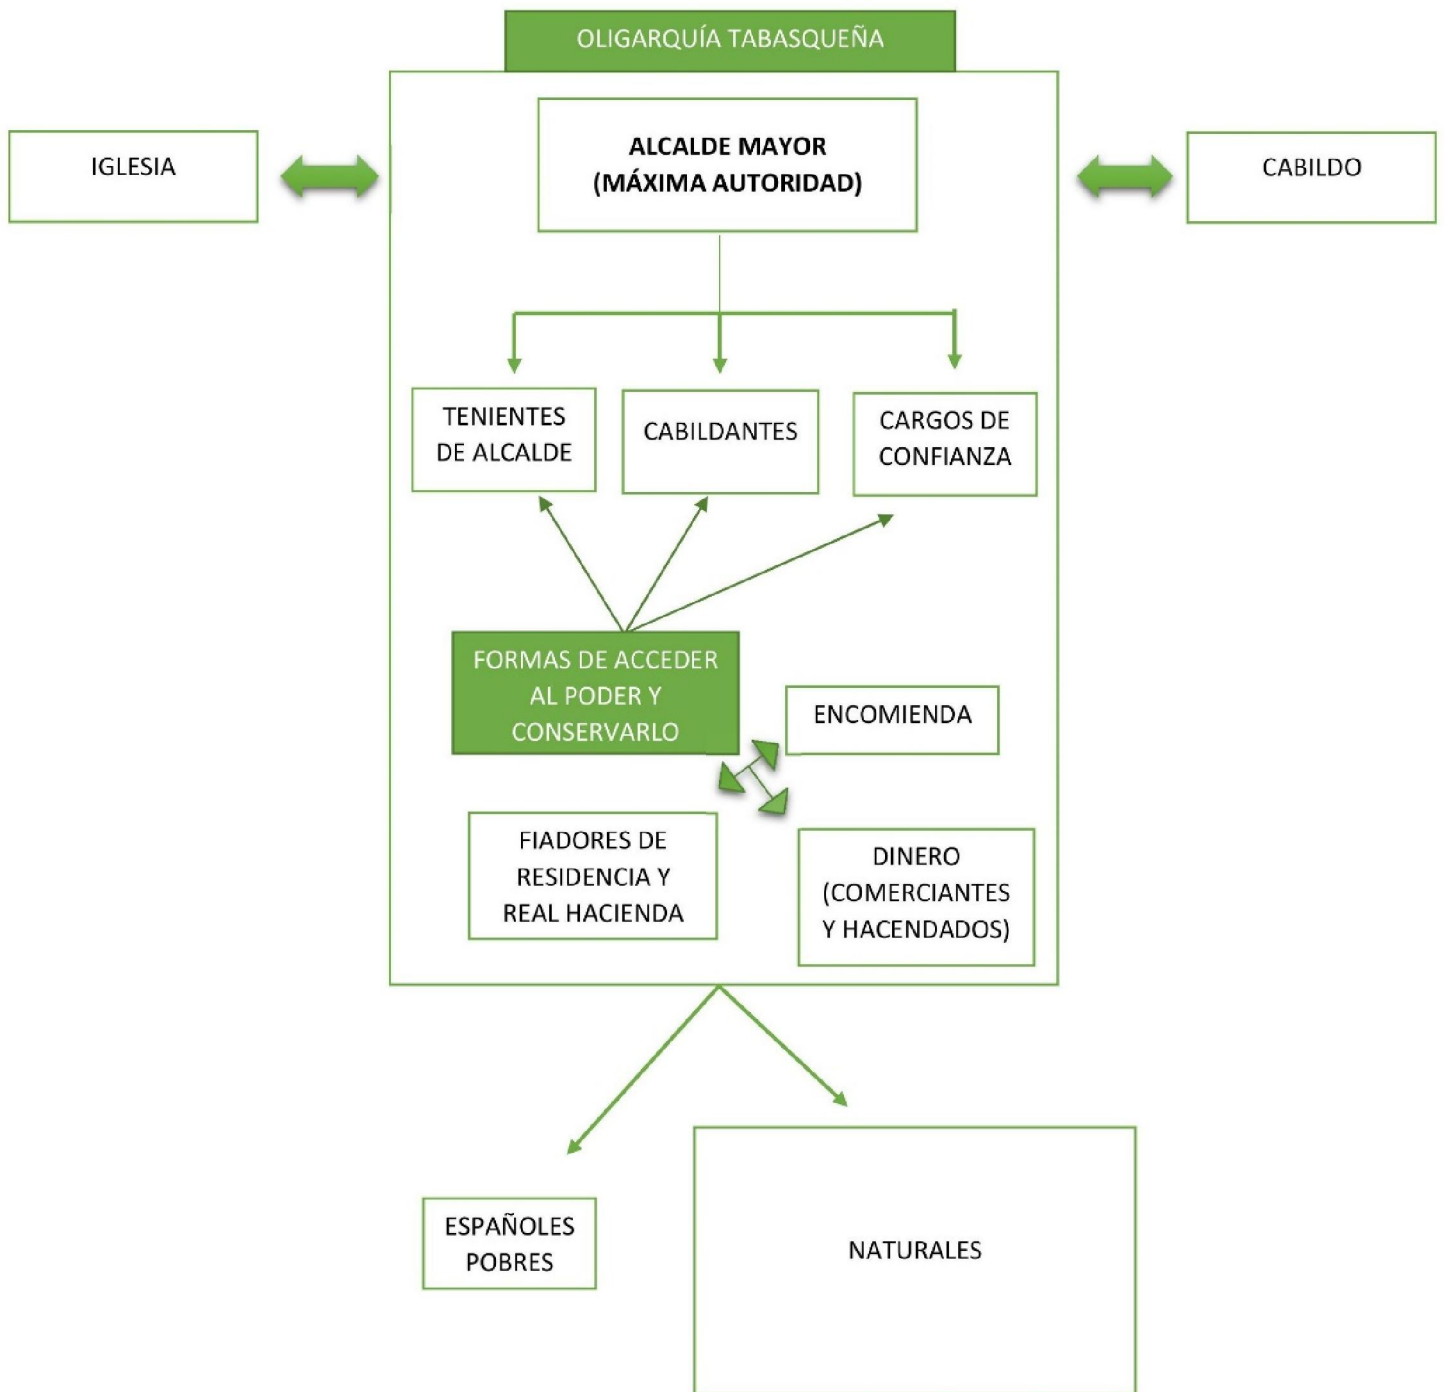 OLIGARQUÍA TABASQUEÑA
IGLESIA
ALCALDE MAYOR
(MÁXIMA AUTORIDAD)
CABILDO
TENIENTES
DE ALCALDE
CABILDANTES
CARGOS DE
CONFIANZA
FORMAS DE ACCEDER
AL PODER Y
CONSERVARLO
ENCOMIENDA
FIADORES DE
RESIDENCIA Y
REAL HACIENDA
DINERO
(COMERCIANTES
Y HACENDADOS)
ESPAÑOLES
POBRES
NATURALES